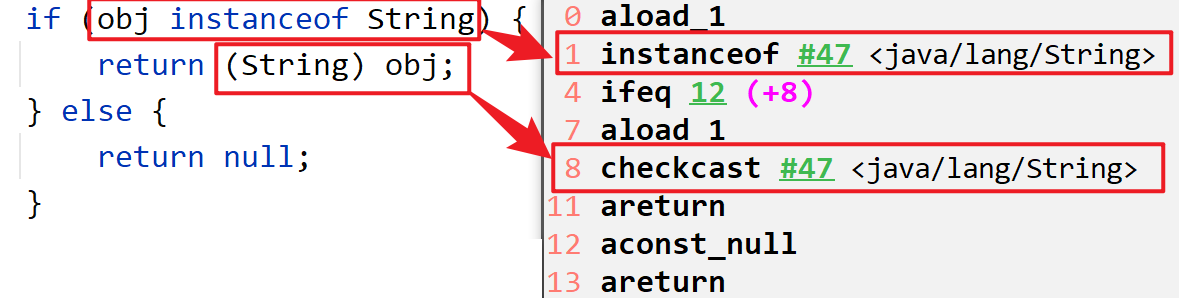 if (obj instanceof String) {
return (String) obj;
} else {
return null;
}
0 aload_1
1 instanceof #47 <java/lang/String>
4 ifeq 12 (+8)
7 aload_1
8 checkcast #47 <java/lang/String>
11 areturn
12 aconst_null
13 areturn